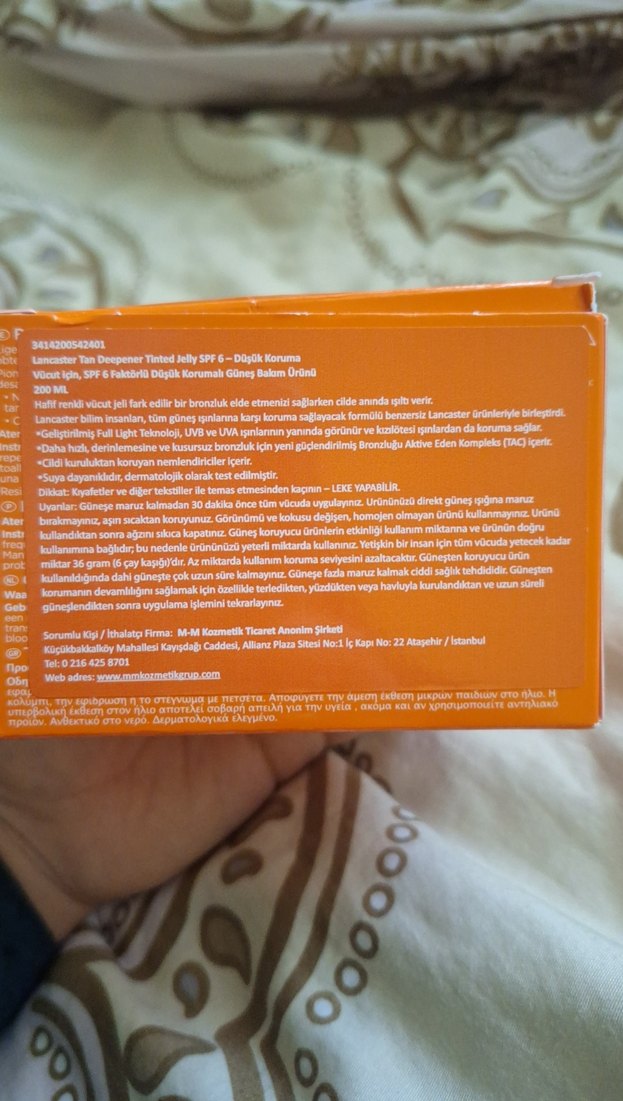 3414200542401
Lancaster Tan Deepener Tinted Jelly SPF 6 – Düşük Koruma
Vücut için, SPF 6 Faktörlü Düşük Korumalı Güneş Bakım Ürünü
200 ML
Hafif renkli vücut jeli fark edilir bir bronzluk elde etmenizi sağlarken cilde anında ışıltı verir.
Lancaster bilim insanları, tüm güneş ışınlarına karşı koruma sağlayacak formülü benzersiz Lancaster ürünleriyle birleştirdi.
*Geliştirilmiş Full Light Teknoloji, UVB ve UVA ışınlarının yanında görünür ve kızılötesi ışınlardan da koruma sağlar.
*Daha hızlı, derinlemesine ve kusursuz bronzluk için yeni güçlendirilmiş Bronzluğu Aktive Eden Kompleks (TAC) içerir.
*Cildi kuruluktan koruyan nemlendiriciler içerir.
*Suya dayanıklıdır, dermatolojik olarak test edilmiştir.
Dikkat: Kıyafetler ve diğer tekstiller ile temas etmesinden kaçının – LEKE YAPABİLİR.
Uyarılar: Güneşe maruz kalmadan 30 dakika önce tüm vücuda uygulayınız. Ürününüzü direkt güneş ışığına maruz
bırakmayınız, aşırı sıcaktan koruyunuz. Görünümü ve kokusu değişen, homojen olmayan ürünü kullanmayınız. Ürünü
kullandıktan sonra ağzını sıkıca kapatınız. Güneş koruyucu ürünlerin etkinliği kullanım miktarına ve ürünün doğru
kullanımına bağlıdır; bu nedenle ürününüzü yeterli miktarda kullanınız. Yetişkin bir insan için tüm vücuda yetecek kadar
miktar 36 gram (6 çay kaşığı)'dır. Az miktarda kullanım koruma seviyesini azaltacaktır. Güneşten koruyucu ürün
kullanıldığında dahi güneşte çok uzun süre kalmayınız. Güneşe fazla maruz kalmak ciddi sağlık tehdididir. Güneşten
korumanın devamlılığını sağlamak için özellikle terledikten, yüzdükten veya havluyla kurulandıktan ve uzun süreli
güneşlendikten sonra uygulama işlemini tekrarlayınız.
Sorumlu Kişi / İthalatçı Firma: M-M Kozmetik Ticaret Anonim Şirketi
Küçükbakkalköy Mahallesi Kayışdağı Caddesi, Allianz Plaza Sitesi No:1 İç Kapı No: 22 Ataşehir / İstanbul
Tel: 0 216 425 8701
Web adres: www.mmkozmetikgrup.com
κολύμπι, την εφίδρωση ή το στέγνωμα με πετσέτα. Αποφύγετε την άμεση έκθεση μικρών παιδιών στο ήλιο. Η
υπερβολική έκθεση στον ήλιο αποτελεί σοβαρή απειλή για την υγεία , ακόμα και αν χρησιμοποιείτε αντηλιακό
προϊόν. Ανθεκτικό στο νερό. Δερματολογικά ελεγμένο.